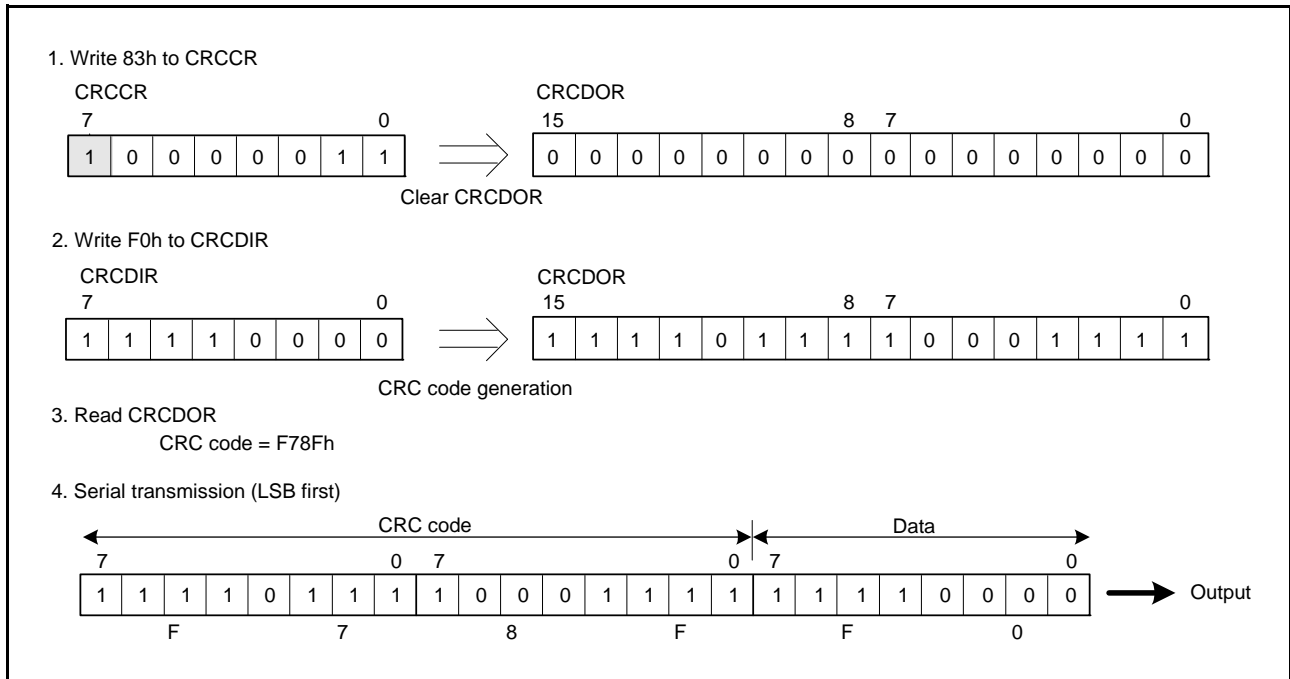 1. Write 83h to CRCCR
CRCCR CRCDOR
7 0 15 8 7 0
1 0 0 0 0 0 1 1 0 0 0 0 0 0 0 0 0 0 0 0 0 0 0 0
Clear CRCDOR
2. Write F0h to CRCDIR
CRCDIR CRCDOR
7 0 15 8 7 0
1 1 1 1 0 0 0 0 1 1 1 1 0 1 1 1 1 0 0 0 1 1 1 1
CRC code generation
3. Read CRCDOR
CRC code = F78Fh
4. Serial transmission (LSB first)
CRC code Data
7 0 7 0 7 0
1 1 1 1 0 1 1 1 1 0 0 0 1 1 1 1 1 1 1 1 0 0 0 0 Output
F 7 8 F F 0